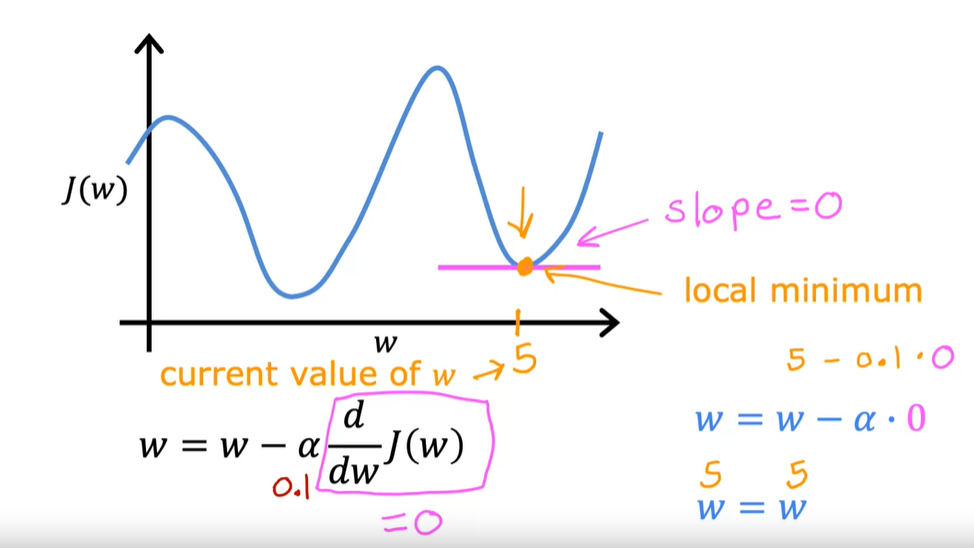 J(w)
slope=0
local minimum
w
current value of w → 5
5 - 0.1 · 0
w = w − α d/dw J(w)
0.1
=0
w = w − α · 0
5 5
w = w